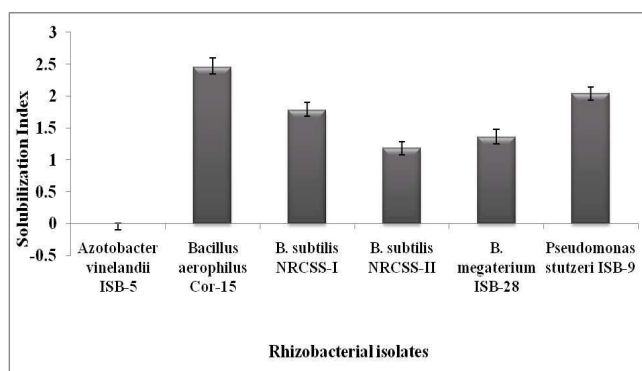 3
2.5
2
1.5
1
0.5
0
-0.5
Solubilization Index
Azotobacter vinelandii ISB-5
Bacillus aerophilus Cor-15
B. subtilis NRCSS-I
B. subtilis NRCSS-II
B. megaterium ISB-28
Pseudomonas stutzeri ISB-9
Rhizobacterial isolates